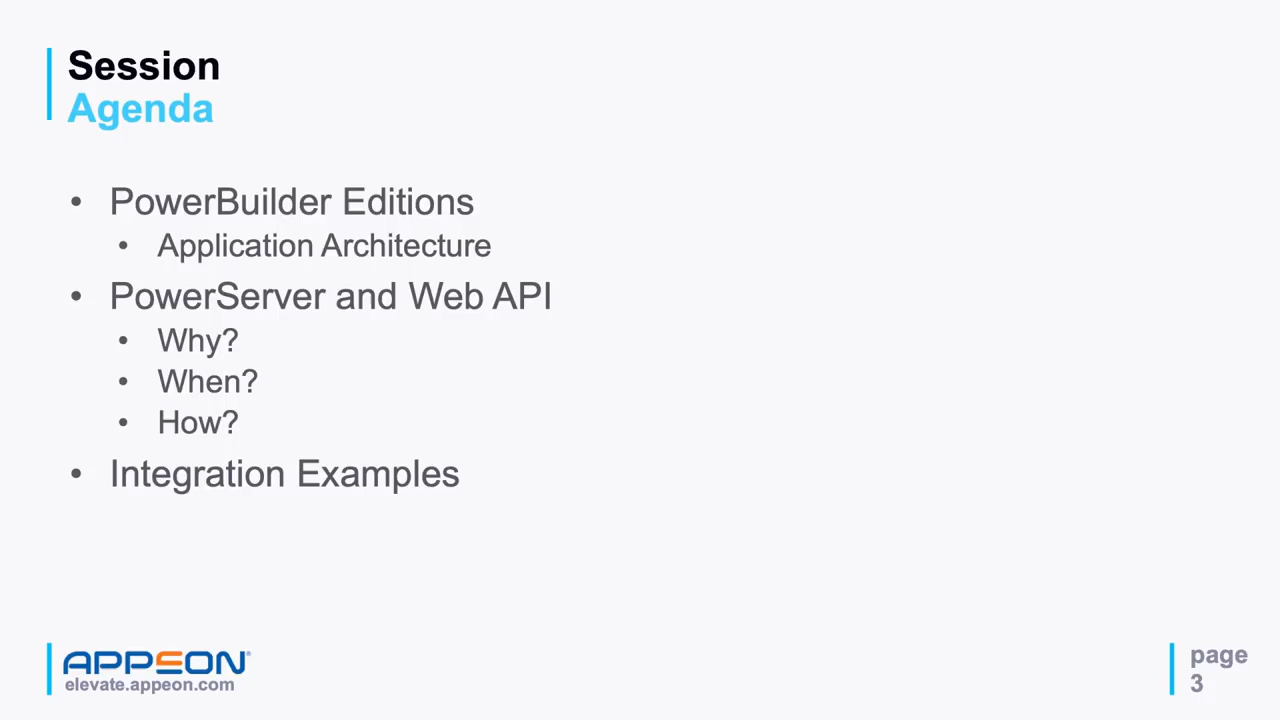 Session
Agenda
• PowerBuilder Editions
• Application Architecture
• PowerServer and Web API
• Why?
• When?
• How?
• Integration Examples
APPEON®
elevate.appeon.com
page
3